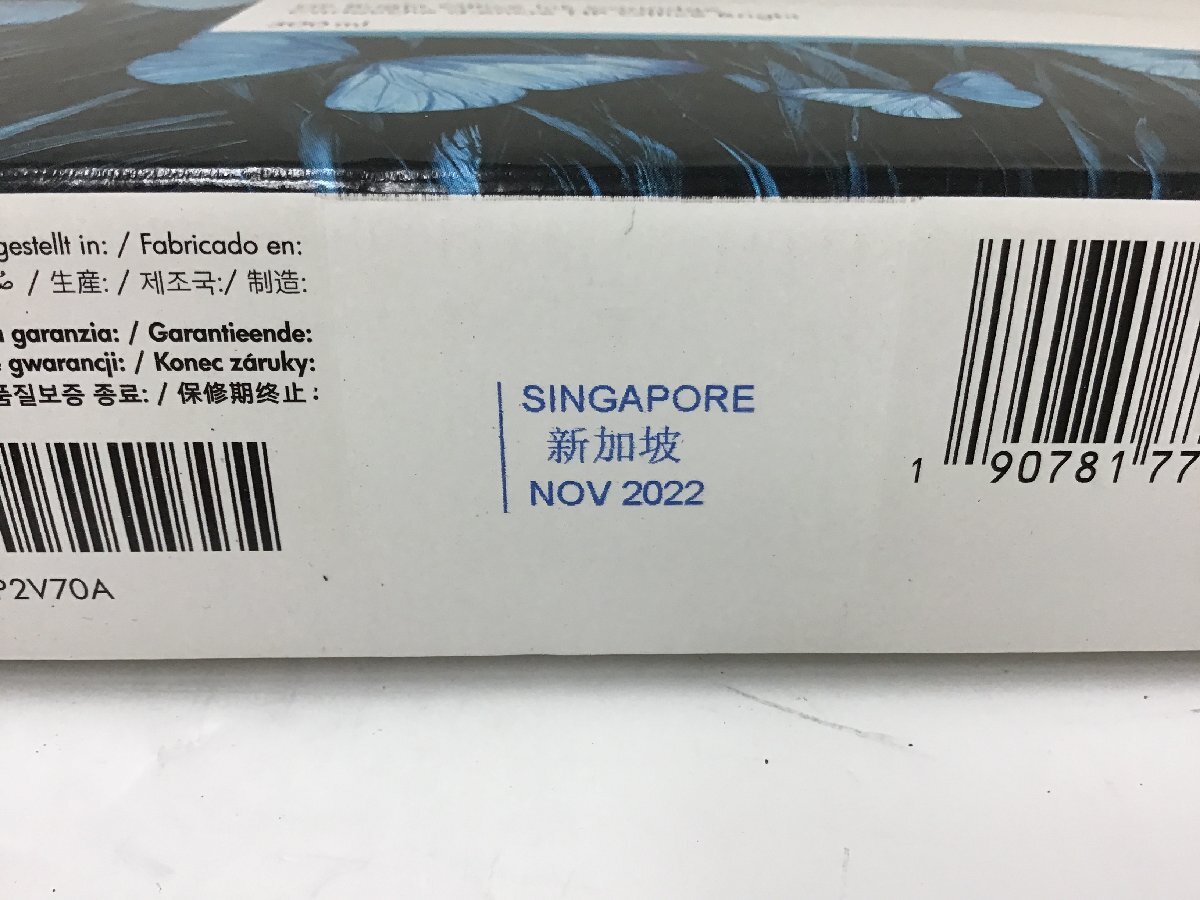 gestellt in: / Fabricado en:
/ 生産: / 제조국:/ 制造:
garanzia: / Garantieende:
gwarancji: / Konec záruky:
품질보증 종료: / 保修期终止:
P2V70A
SINGAPORE
新加坡
NOV 2022
1 90781 77